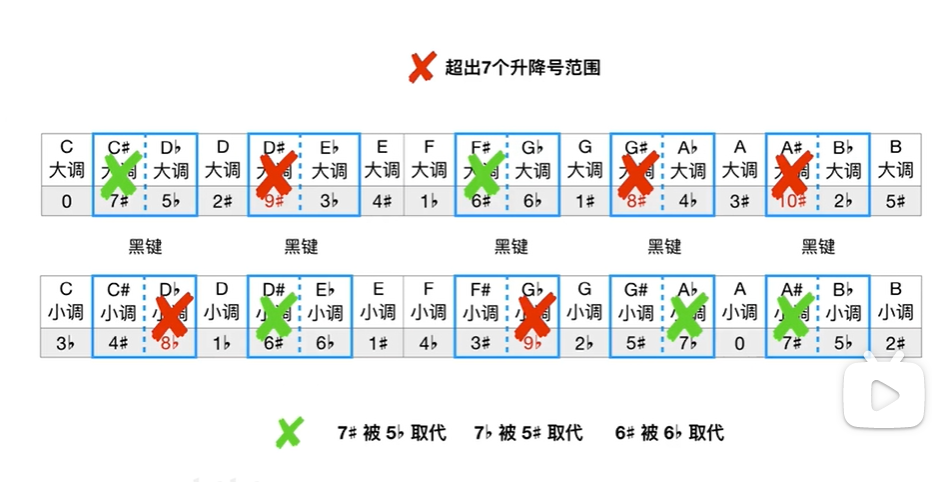 超出7个升降号范围
C C# D♭ D D# E♭ E F F# G♭ G G# A♭ A A# B♭ B
大调 大调 大调 大调 大调 大调 大调 大调 大调 大调 大调 大调 大调 大调 大调 大调 大调
0 7# 5♭ 2# 9# 3♭ 4# 1♭ 6# 6♭ 1# 8# 4♭ 3# 10# 2♭ 5#
黑键 黑键 黑键 黑键 黑键
C C# D♭ D D# E♭ E F F# G♭ G G# A♭ A A# B♭ B
小调 小调 小调 小调 小调 小调 小调 小调 小调 小调 小调 小调 小调 小调 小调 小调 小调
3♭ 4# 8♭ 1♭ 6# 6♭ 1# 4♭ 3# 9♭ 2♭ 5# 7♭ 0 7# 5♭ 2#
7# 被 5♭ 取代 7♭ 被 5# 取代 6# 被 6♭ 取代